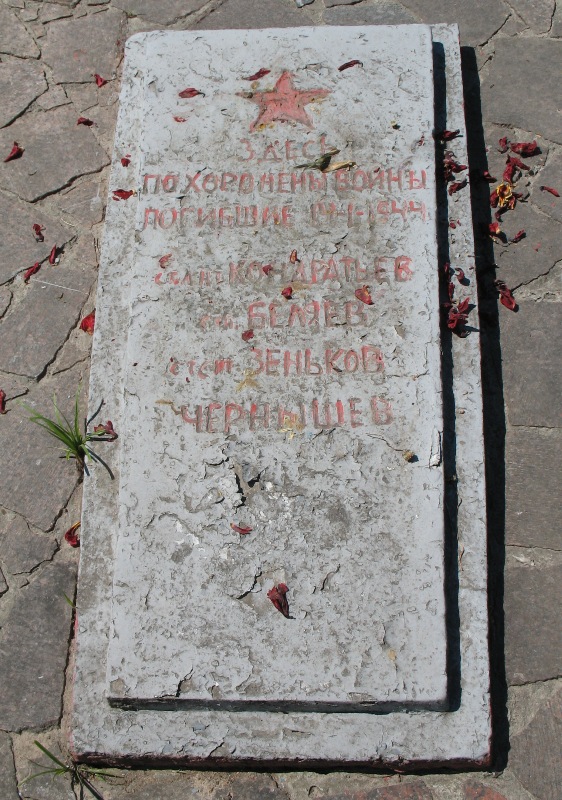 ЗДЕСЬ
ПОХОРОНЕНЫ ВОИНЫ
ПОГИБШИЕ 1941-1944
КОНДРАТЬЕВ
БЕЛЯЕВ
ЗЕНЬКОВ
ЧЕРНЫШЕВ